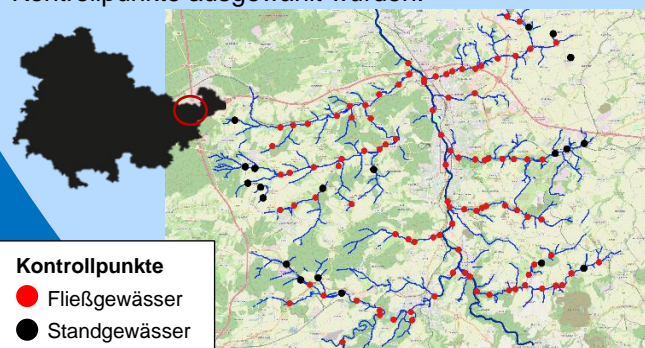 Kontrollpunkte ausgewählt wurden.
Kontrollpunkte
Fließgewässer
Standgewässer